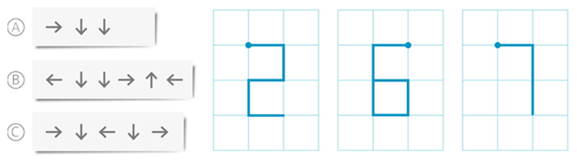 A → ↓ ↓
B ← ↓ ↓ → ↑ ←
C → ↓ ← ↓ →